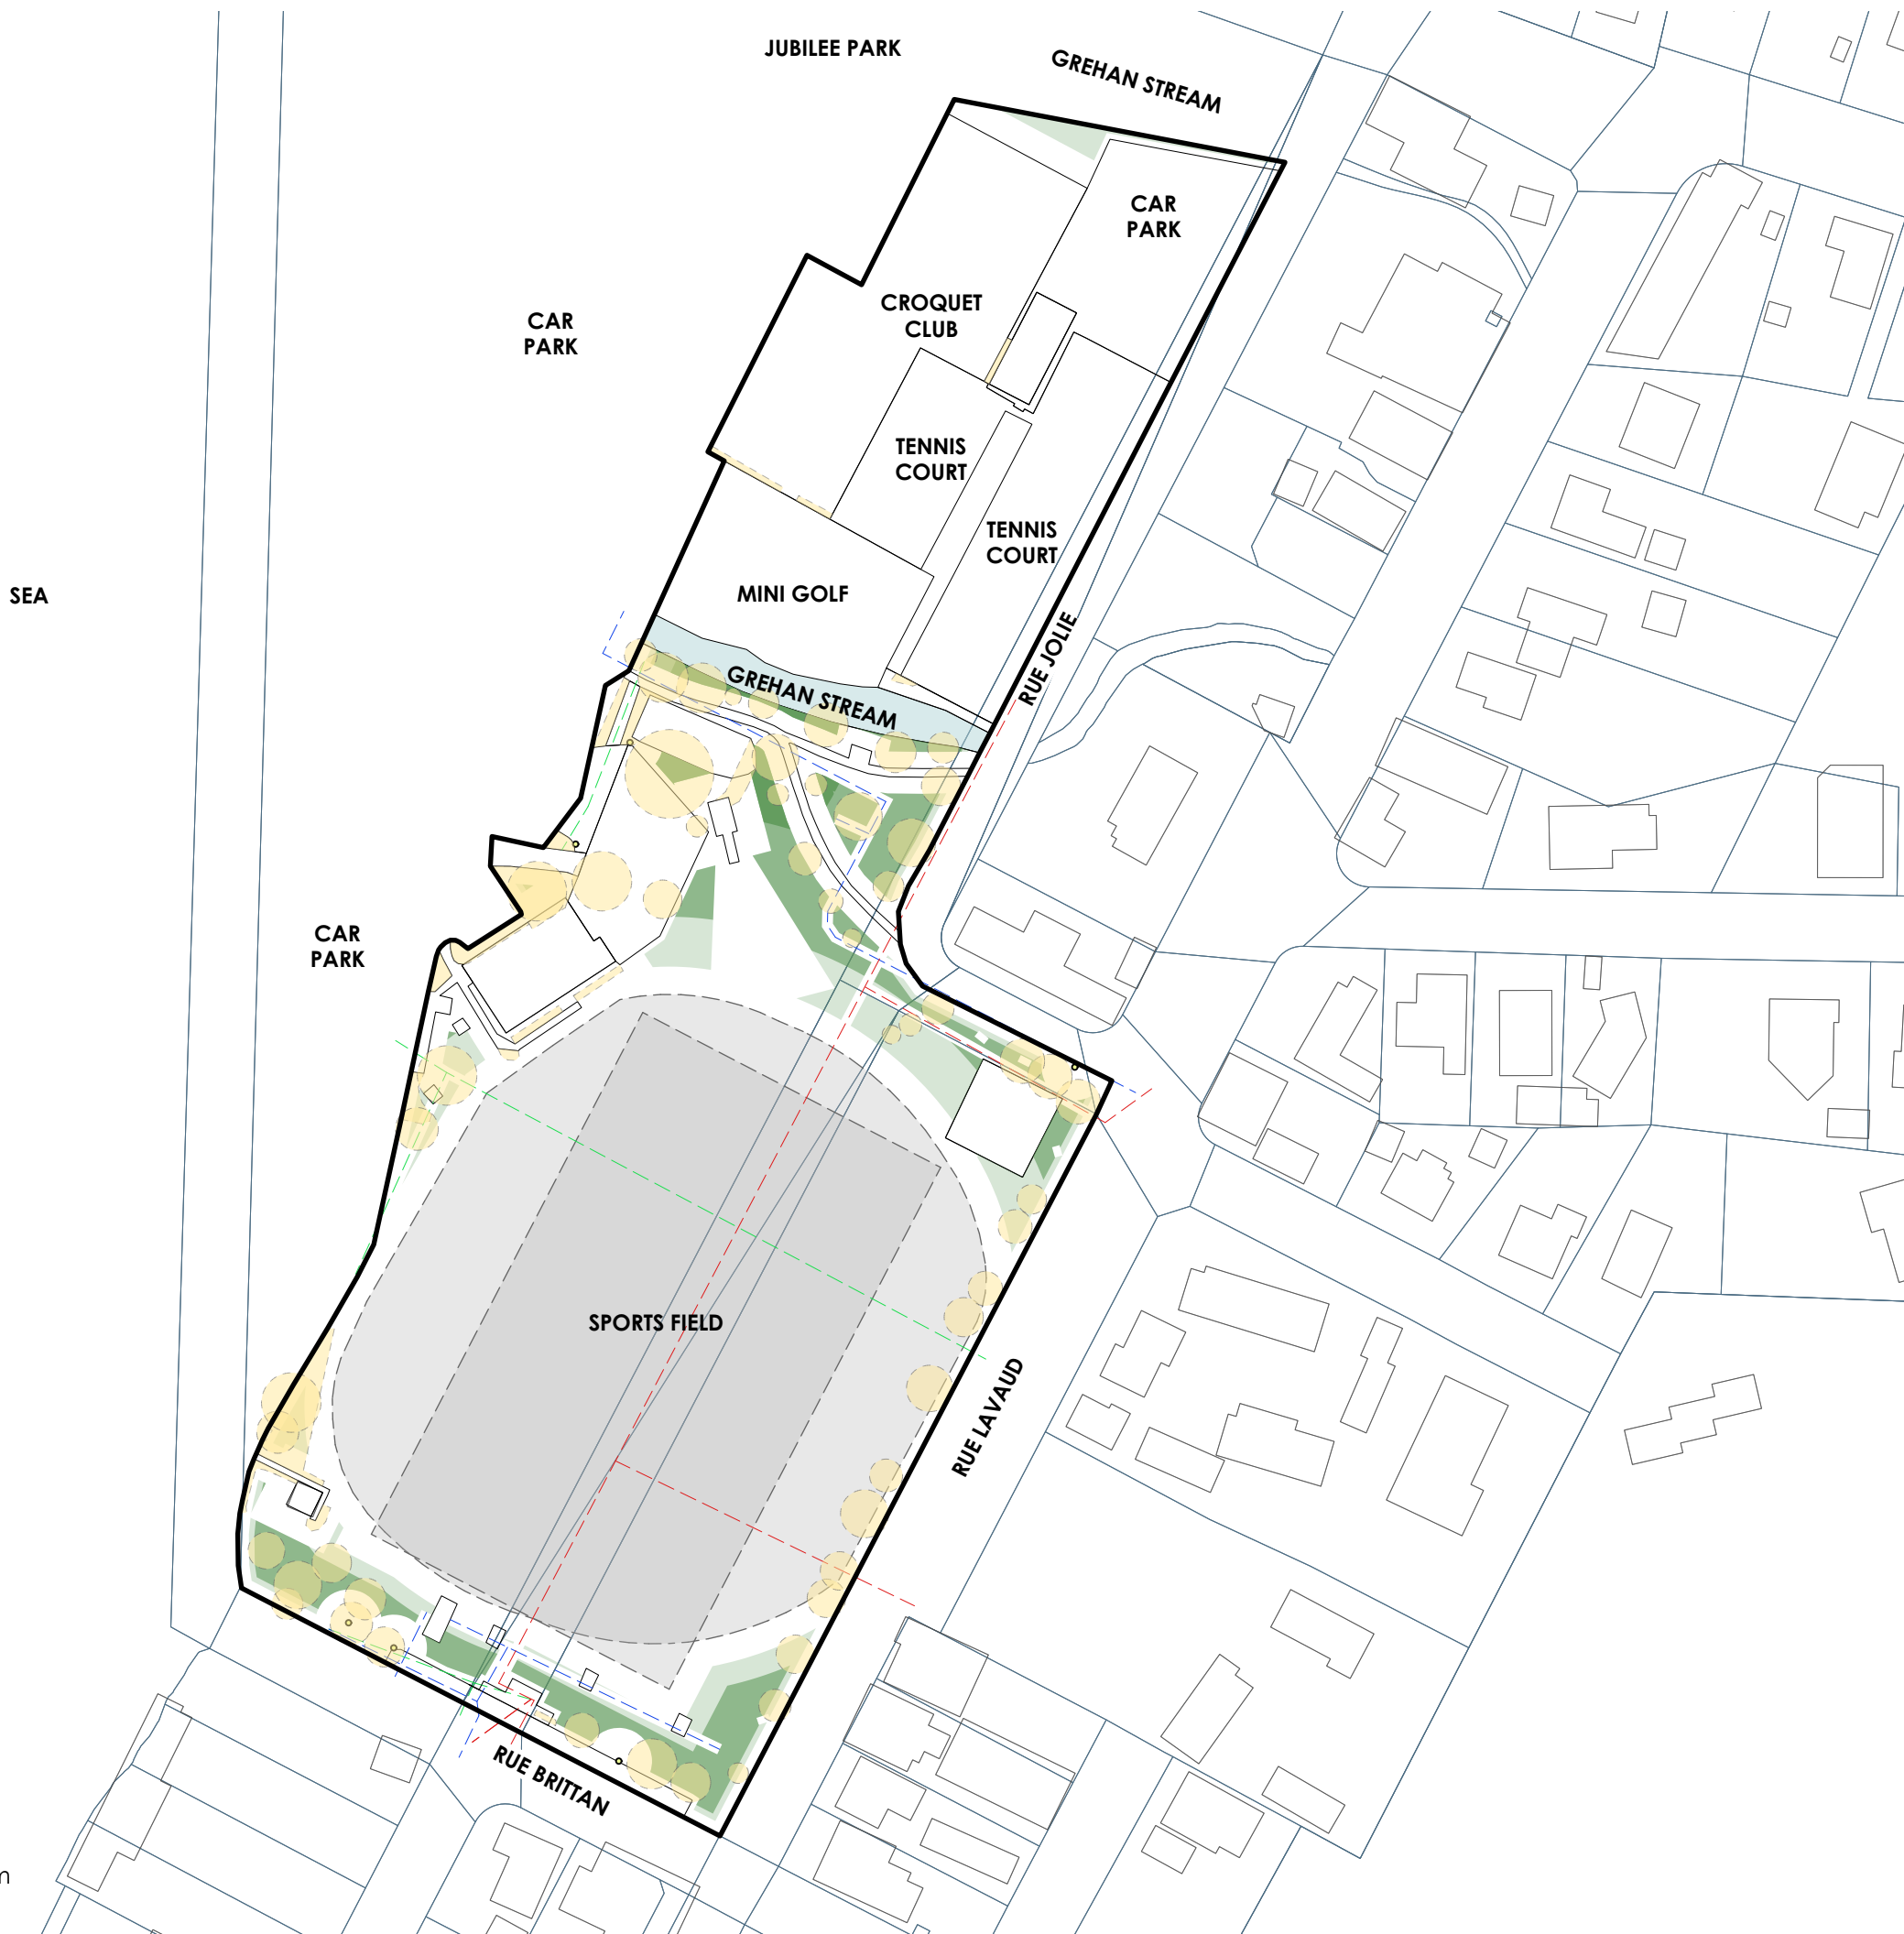 JUBILEE PARK
GREHAN STREAM
CAR
PARK
CROQUET
CLUB
CAR
PARK
TENNIS
COURT
TENNIS
COURT
MINI GOLF
SEA
RUE JOLIE
GREHAN STREAM
CAR
PARK
SPORTS FIELD
RUE LAVAUD
RUE BRITTAN